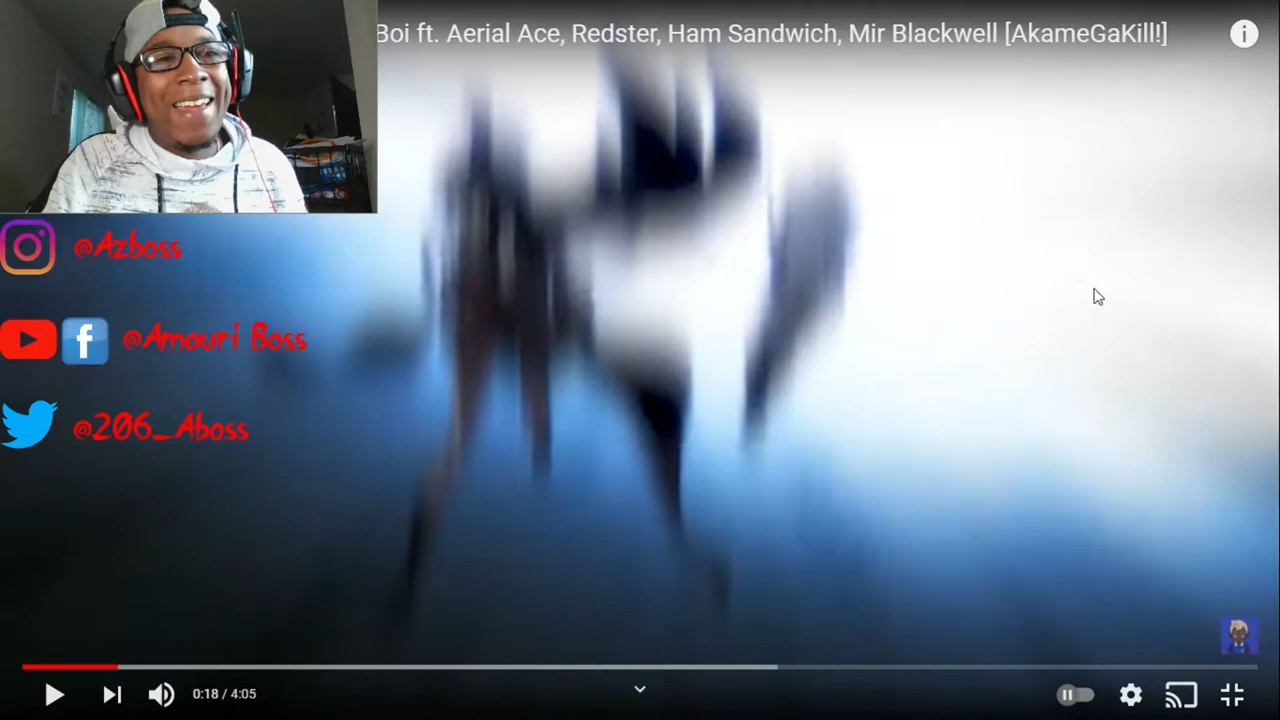 Boi ft. Aerial Ace, Redster, Ham Sandwich, Mir Blackwell [AkameGaKill!]
@Azboss
@Amouri Boss
@206_Aboss
0:18 / 4:05